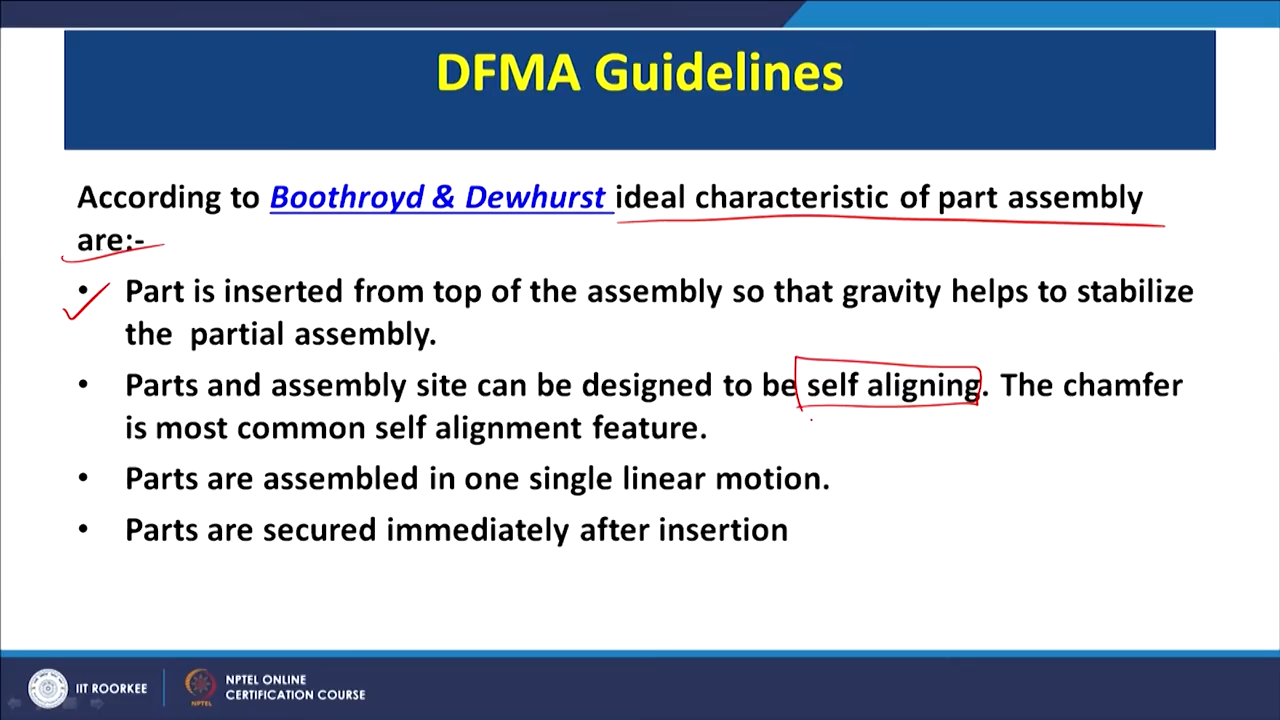 DFMA Guidelines
According to Boothroyd & Dewhurst ideal characteristic of part assembly
are:-
• Part is inserted from top of the assembly so that gravity helps to stabilize
the partial assembly.
• Parts and assembly site can be designed to be self aligning. The chamfer
is most common self alignment feature.
• Parts are assembled in one single linear motion.
• Parts are secured immediately after insertion
IIT ROORKEE
NPTEL ONLINE
CERTIFICATION COURSE
NPTEL